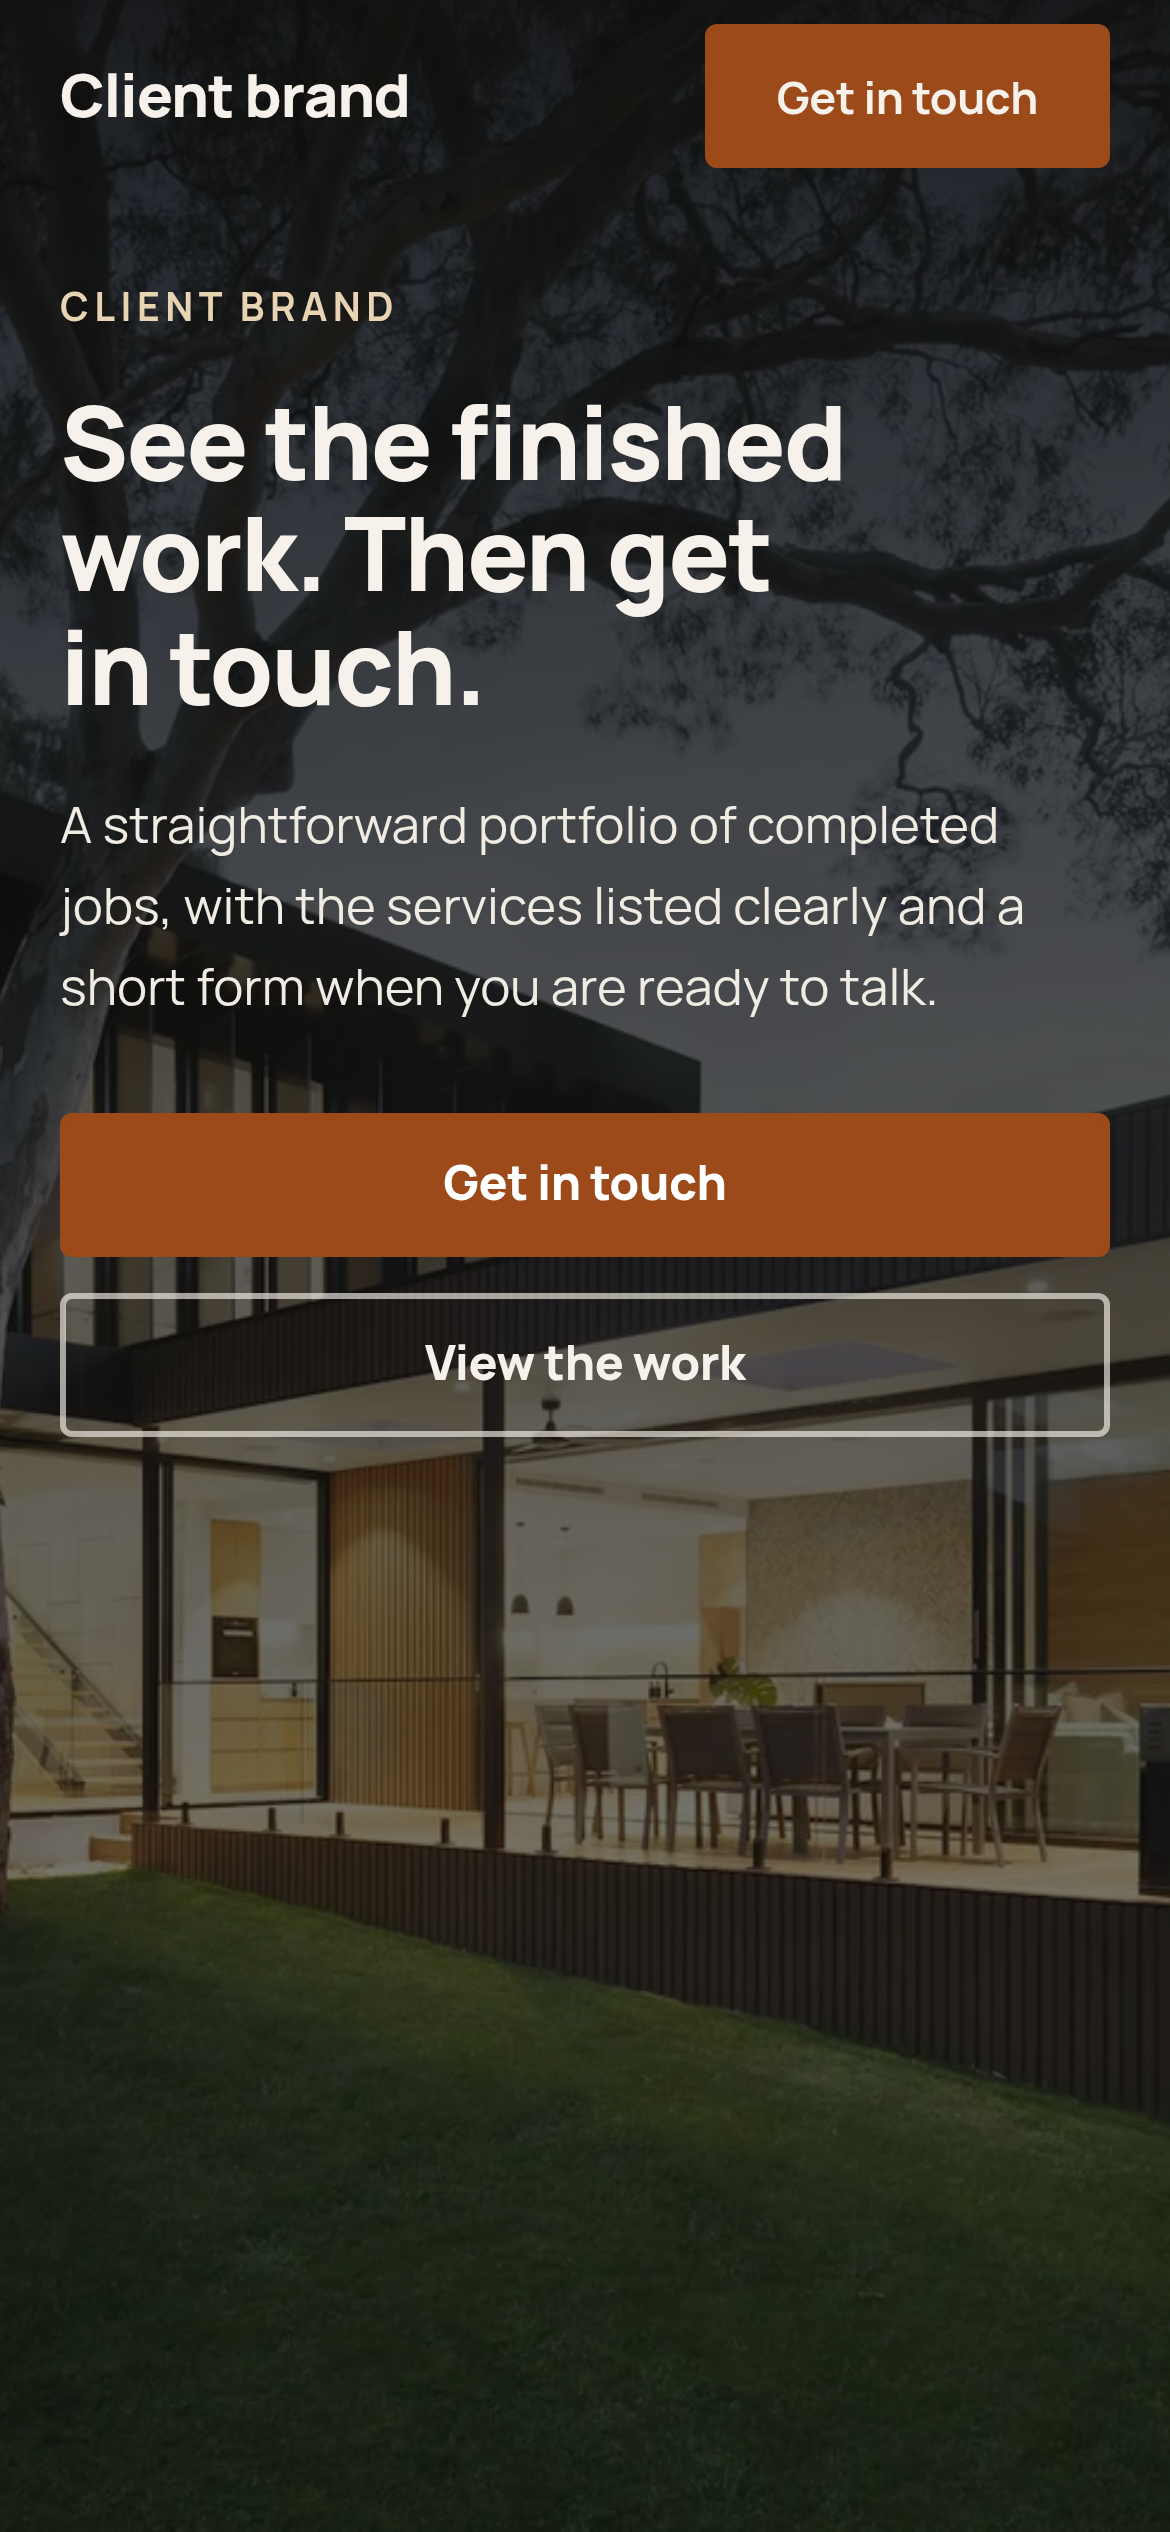 Client brand
Get in touch
CLIENT BRAND
See the finished
work. Then get
in touch.
A straightforward portfolio of completed
jobs, with the services listed clearly and a
short form when you are ready to talk.
Get in touch
View the work